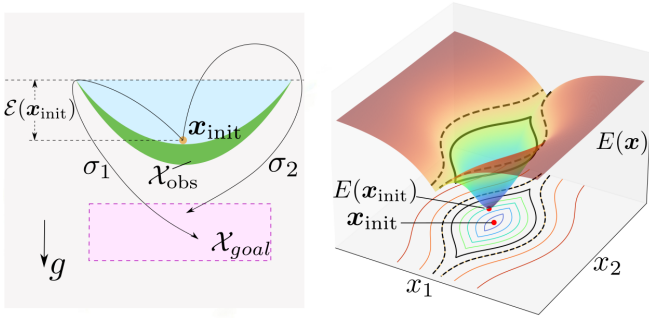 ℰ(𝒙init)
𝒙init
σ1
𝒳obs
σ2
𝒳goal
g
E(𝒙)
E(𝒙init)
𝒙init
x1
x2